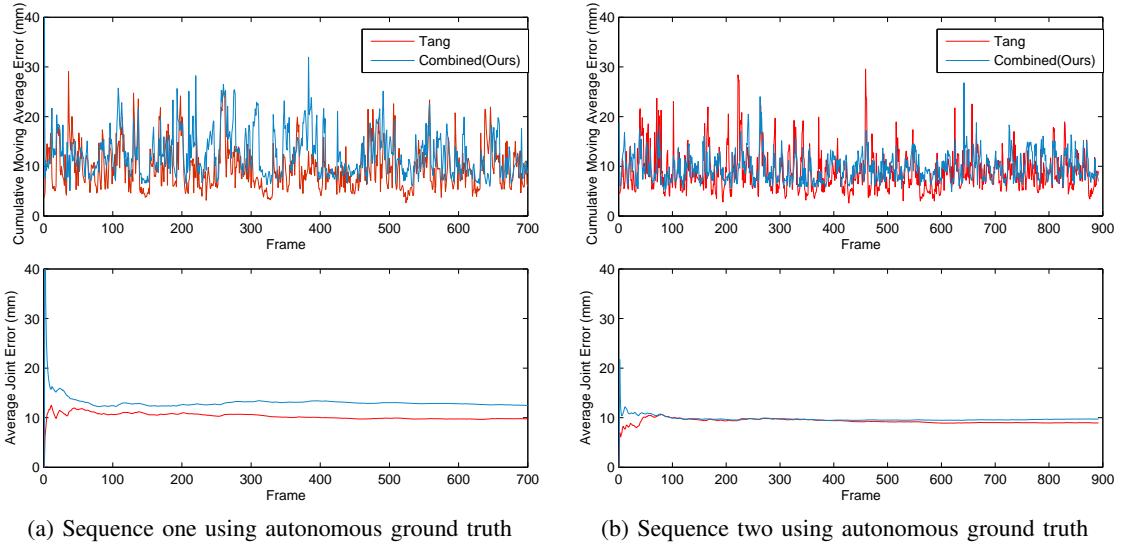 Cumulative Moving Average Error (mm)
40
30
20
10
0
0 100 200 300 400 500 600 700
Frame
Tang
Combined(Ours)
Cumulative Moving Average Error (mm)
40
30
20
10
0
0 100 200 300 400 500 600 700 800 900
Frame
Tang
Combined(Ours)
Average Joint Error (mm)
40
30
20
10
0
0 100 200 300 400 500 600 700
Frame
Average Joint Error (mm)
40
30
20
10
0
0 100 200 300 400 500 600 700 800 900
Frame
(a) Sequence one using autonomous ground truth
(b) Sequence two using autonomous ground truth